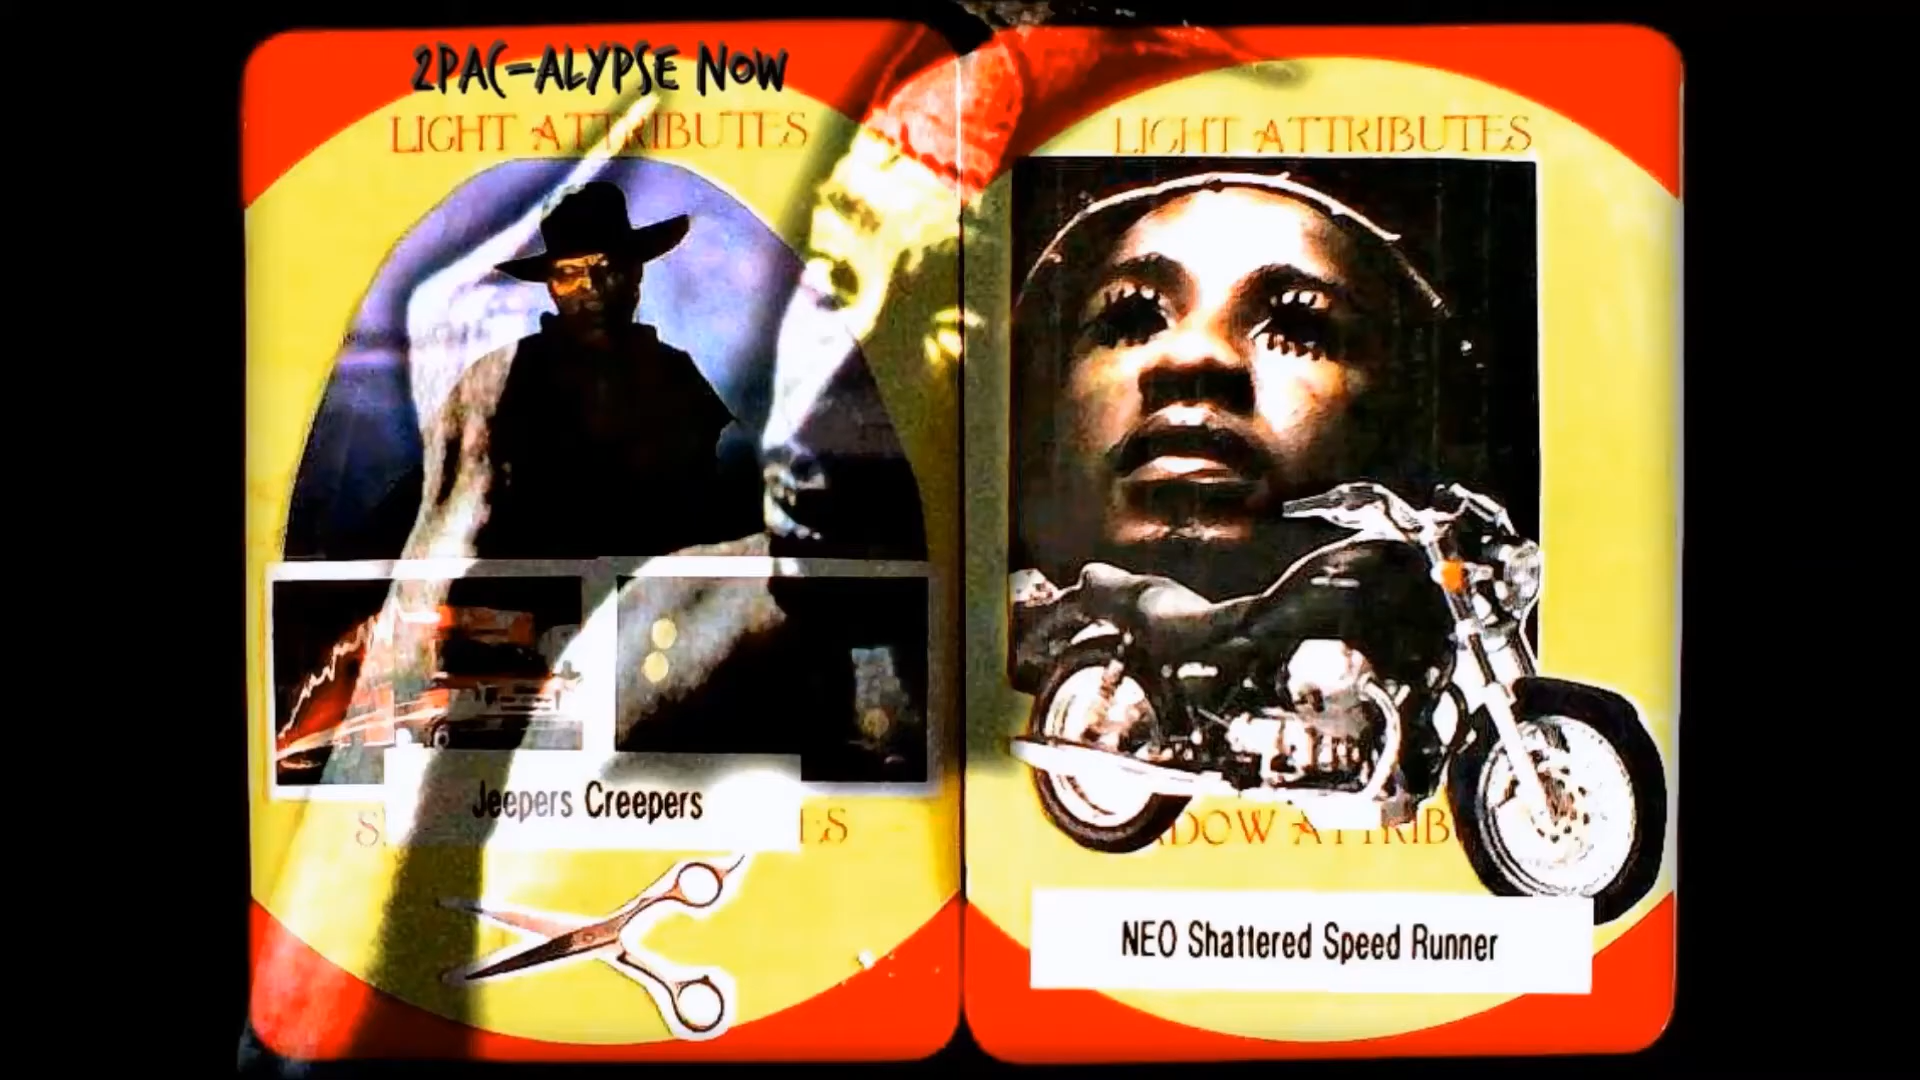 2PAC-ALYPSE NOW
LIGHT ATTRIBUTES
Jeepers Creepers
LIGHT ATTRIBUTES
NEO Shattered Speed Runner